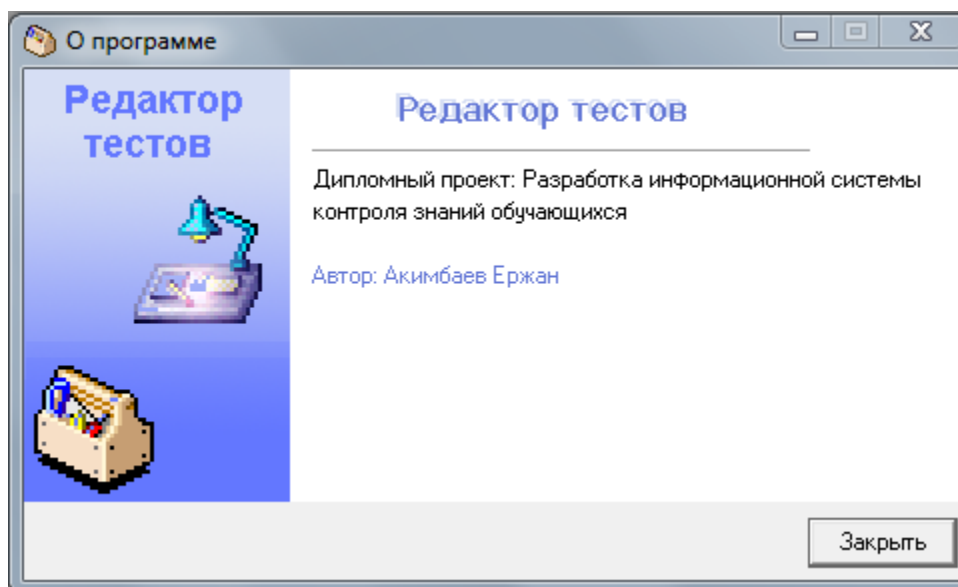 О программе
Редактор
тестов
Редактор тестов
Дипломный проект: Разработка информационной системы
контроля знаний обучающихся
Автор: Акимбаев Ержан
Закрыть